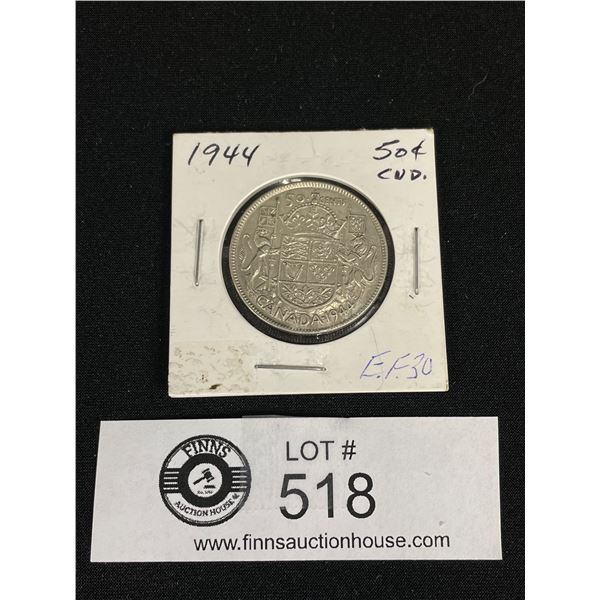 1944
50¢
CND.
50 CENTS
CANADA 1944
E.F.30
FINNS
AUCTION HOUSE
LOT #
518
www.finnsauctionhouse.com